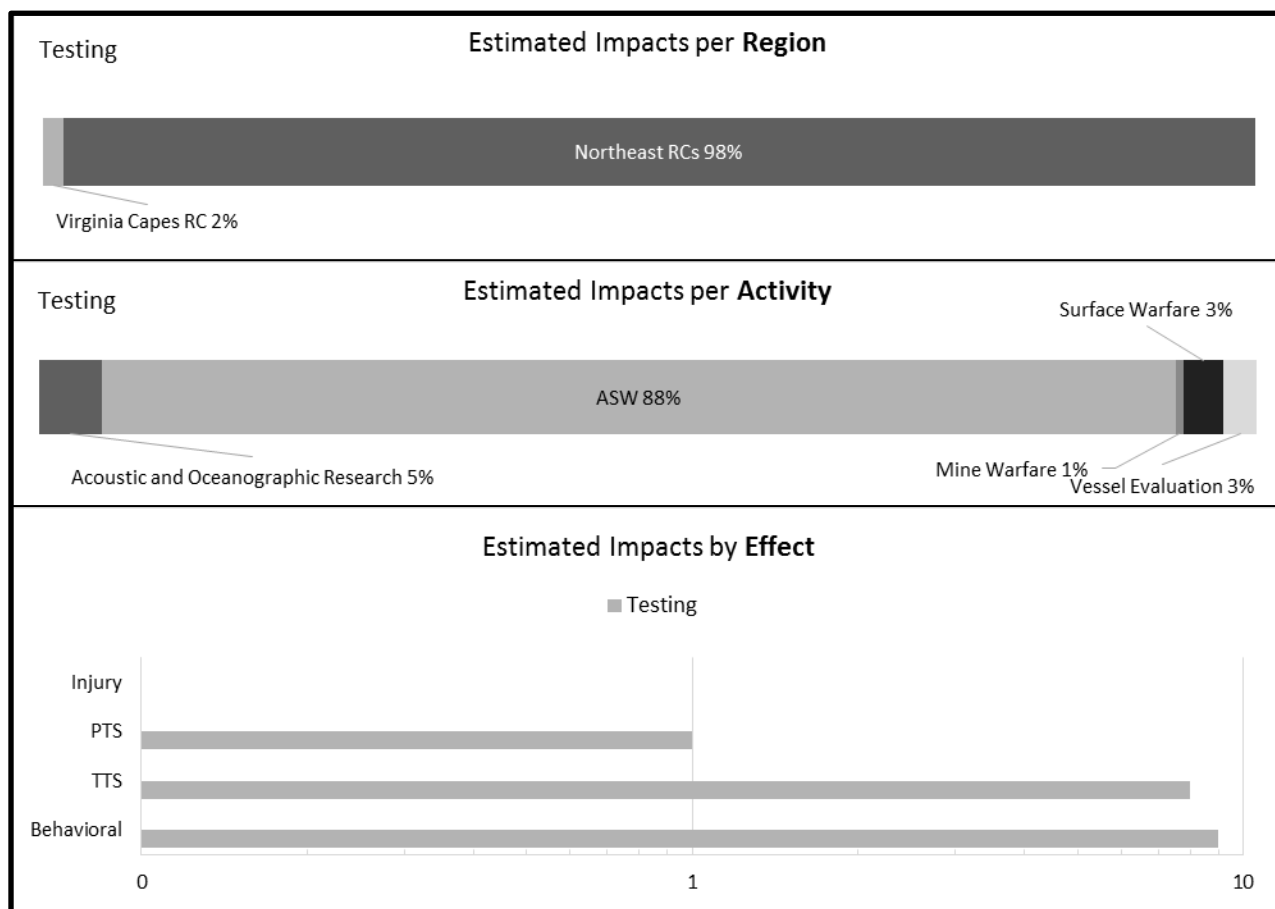 Testing
Estimated Impacts per Region
Northeast RCs 98%
Virginia Capes RC 2%
Testing
Estimated Impacts per Activity
Surface Warfare 3%
ASW 88%
Acoustic and Oceanographic Research 5%
Mine Warfare 1%
Vessel Evaluation 3%
Estimated Impacts by Effect
Testing
Injury
PTS
TTS
Behavioral
0 1 10